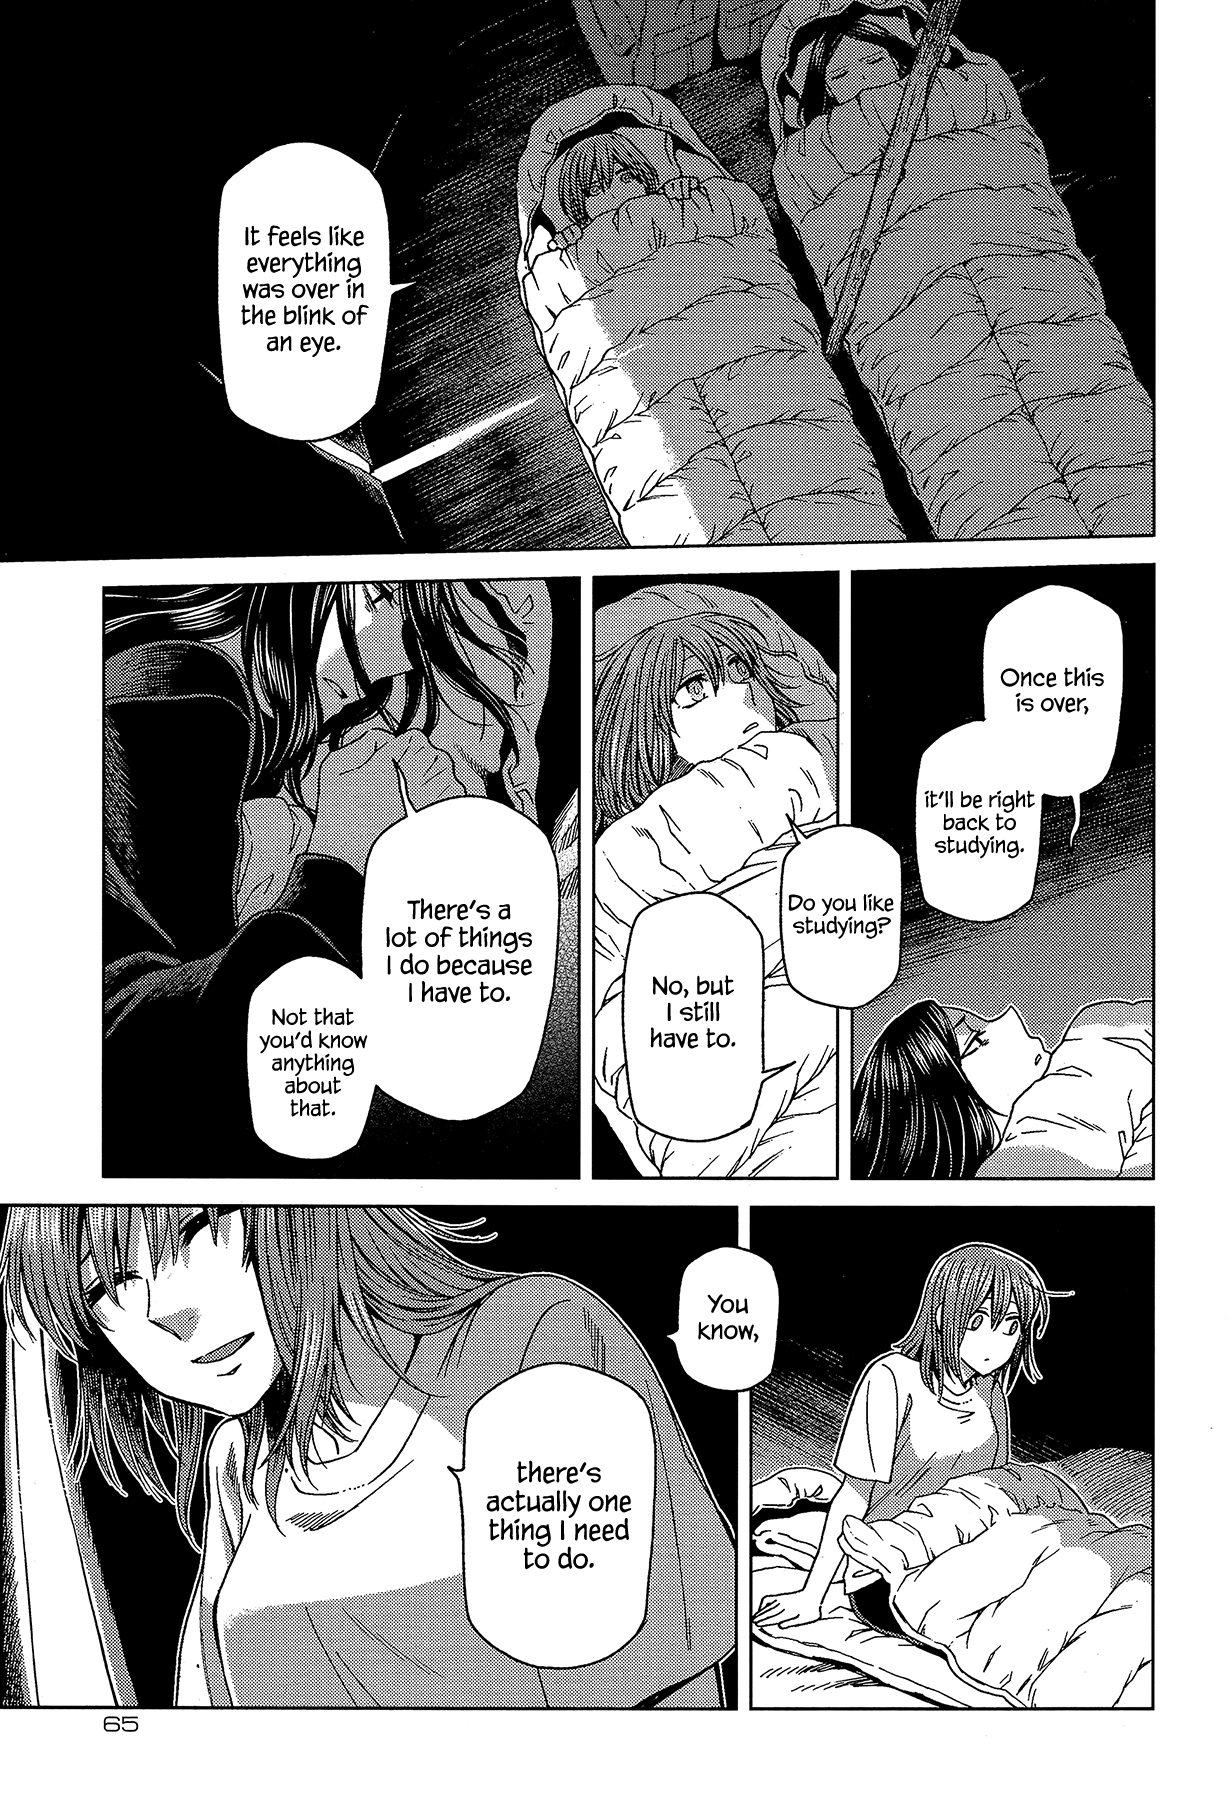 It feels like
everything
was over in
the blink of
an eye.
Once this
is over,
it'll be right
back to
studying.
Do you like
studying?
No, but
I still
have to.
There's a
lot of things
I do because
I have to.
Not that
you'd know
anything
about
that.
You
know,
there's
actually one
thing I need
to do.
65